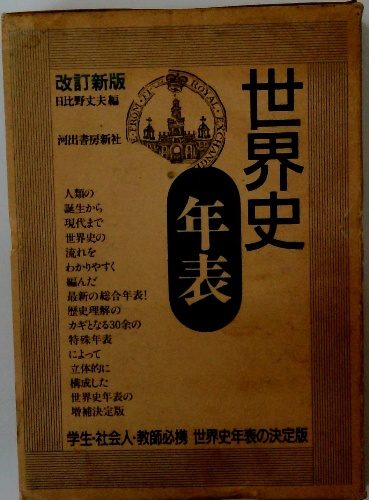 改訂新版
日比野丈夫編
河出書房新社
FROM・THE・ROYAL・EXCHANGE
世界史
年表
人類の
誕生から
現代まで
世界史の
流れを
わかりやすく
編んだ
最新の総合年表!
歴史理解の
カギとなる30余の
特殊年表
によって
立体的に
構成した
世界史年表の
増補決定版
学生・社会人・教師必携 世界史年表の決定版